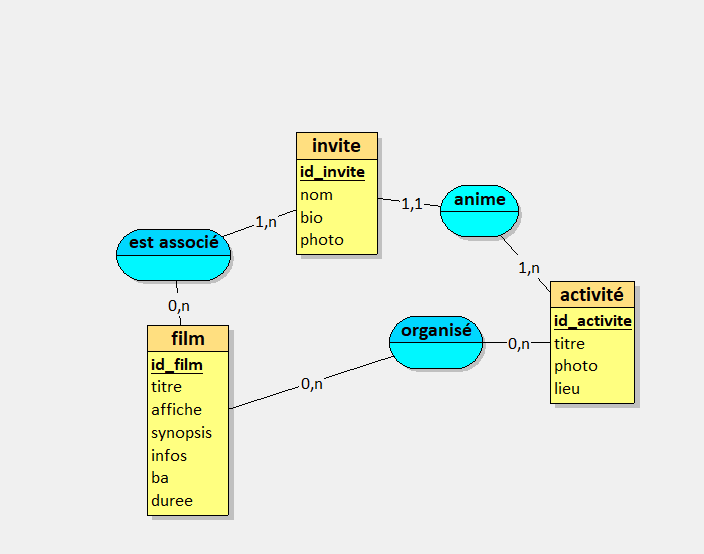 invite
id_invite
nom
bio
photo
1,1
anime
1,n
est associé
1,n
0,n
activité
id_activite
titre
photo
lieu
organisé
0,n
0,n
film
id_film
titre
affiche
synopsis
infos
ba
duree